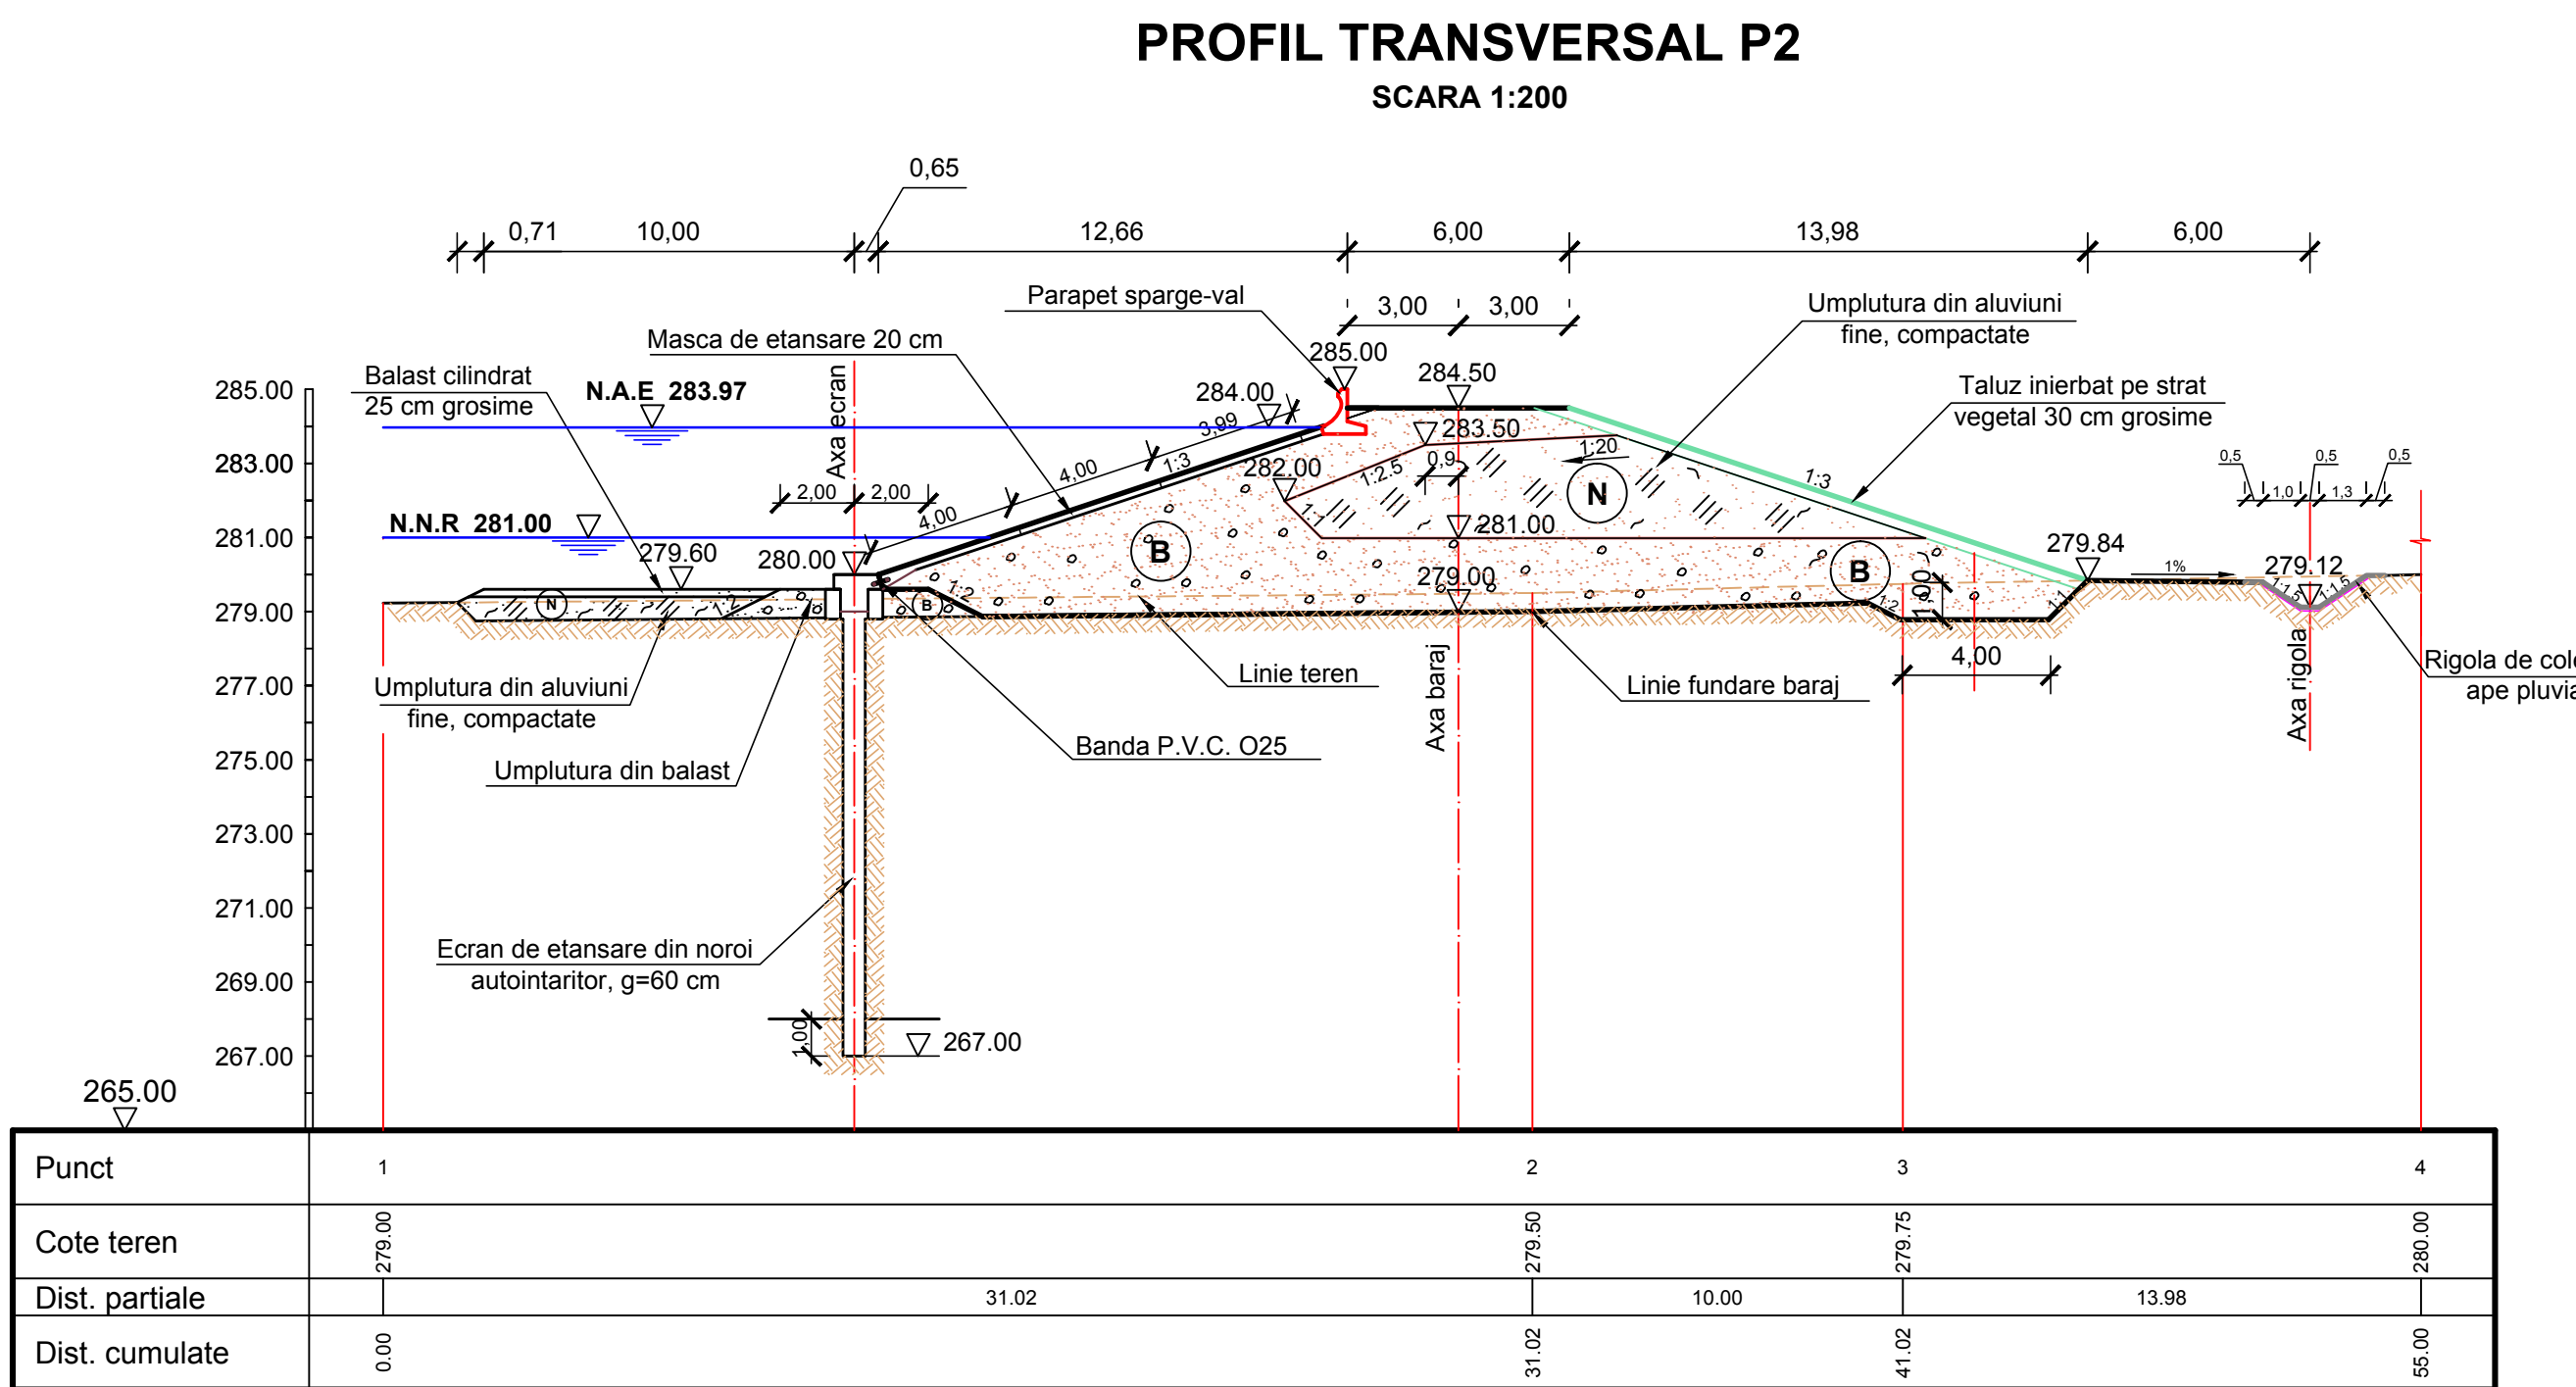 PROFIL TRANSVERSAL P2
SCARA 1:200
0,65
0,71
10,00
12,66
6,00
13,98
6,00
Parapet sparge-val
3,00
3,00
Umplutura din aluviuni
fine, compactate
Masca de etansare 20 cm
285.00
284.50
Balast cilindrat
25 cm grosime
N.A.E 283.97
Axa ecran
284.00
3,99
Taluz inierbat pe strat
vegetal 30 cm grosime
285.00
283.00
281.00
279.00
277.00
275.00
273.00
271.00
269.00
267.00
265.00
283.50
1:20
4,00
1:3
282.00
1:2.5
0,9
1:3
N
2,00
2,00
4,00
1:1
0,5
0,5
0,5
1,0
1,3
N.N.R 281.00
281.00
279.60
280.00
B
B
279.84
1%
279.12
279.00
1,00
N
1:2
B
1:2
1:2
1:1
1:1.5
1:1.5
Umplutura din aluviuni
fine, compactate
Linie teren
Axa baraj
Linie fundare baraj
4,00
Axa rigola
Rigola de cole
ape pluvia
Umplutura din balast
Banda P.V.C. O25
Ecran de etansare din noroi
autointaritor, g=60 cm
1,00
267.00
Punct 1 2 3 4
Cote teren 279.00 279.50 279.75 280.00
Dist. partiale 31.02 10.00 13.98
Dist. cumulate 0.00 31.02 41.02 55.00